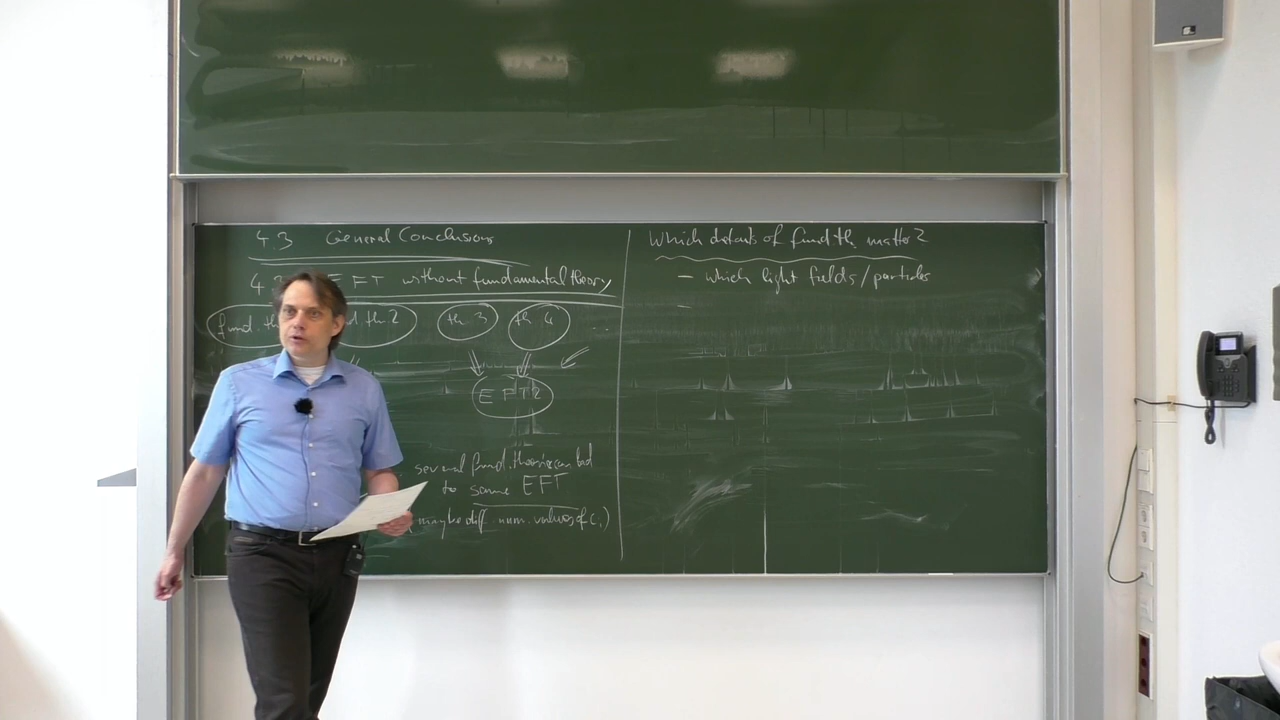 4.3 General Conclusions
4. EFT without fundamental theory
fund. th d th. 2 th 3 th 4 ...
EFT 2
several fund. theories can lead
to same EFT
(maybe diff. num. values of C.)
Which details of fund th. matter?
- which light fields/particles
-